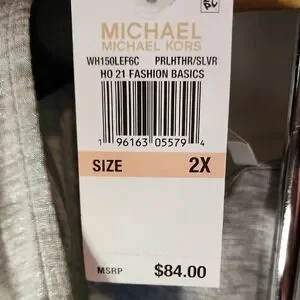 MICHAEL
MICHAEL KORS
WH150LEF6C PRLHTHR/SLVR
HO 21 FASHION BASICS
1 96163 05579 4
SIZE 2X
MSRP $84.00